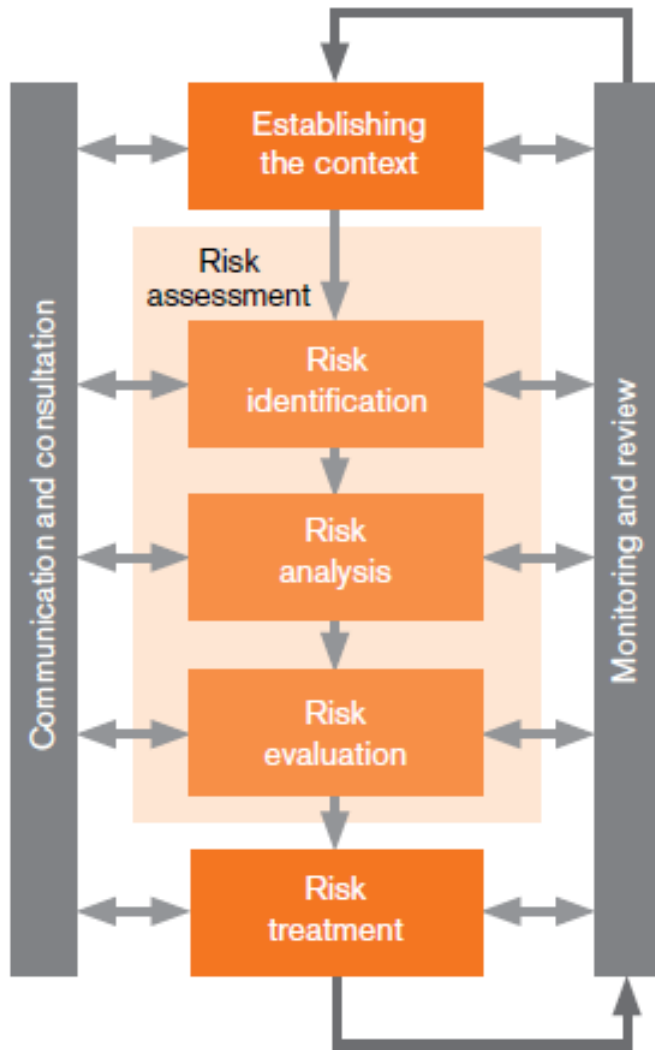 Establishing
the context
Risk
assessment
Risk
identification
Risk
analysis
Risk
evaluation
Risk
treatment
Communication and consultation
Monitoring and review